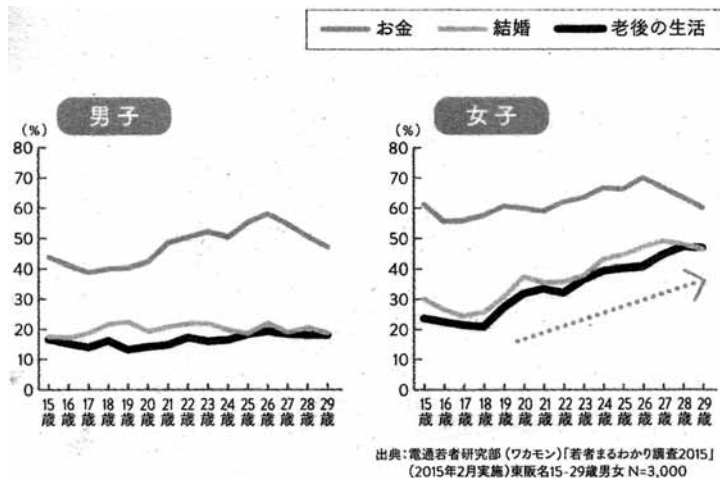 お金 結婚 老後の生活
男子
(%)
80
70
60
50
40
30
20
10
0
15歳 16歳 17歳 18歳 19歳 20歳 21歳 22歳 23歳 24歳 25歳 26歳 27歳 28歳 29歳
女子
(%)
80
70
60
50
40
30
20
10
0
15歳 16歳 17歳 18歳 19歳 20歳 21歳 22歳 23歳 24歳 25歳 26歳 27歳 28歳 29歳
出典:電通若者研究部(ワカモン)「若者まるわかり調査2015」
(2015年2月実施)東阪名15-29歳男女 N=3,000